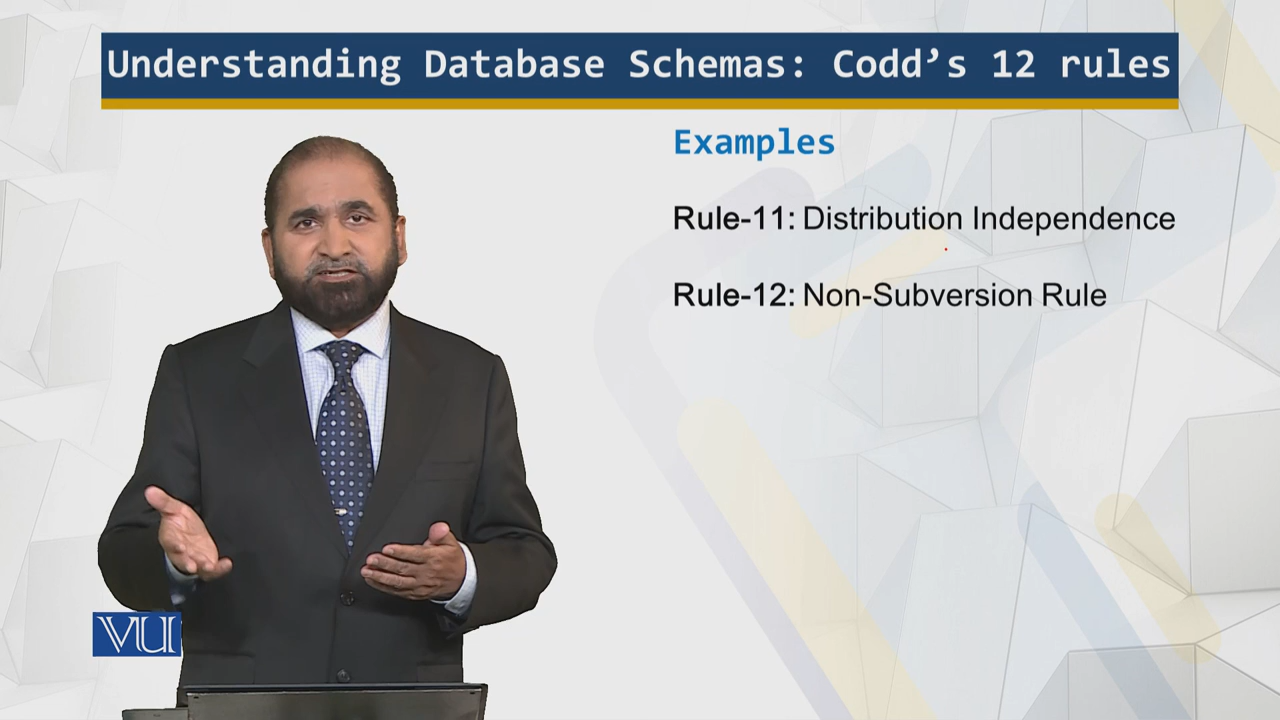 Understanding Database Schemas: Codd’s 12 rules
Examples
Rule-11: Distribution Independence
Rule-12: Non-Subversion Rule
VU